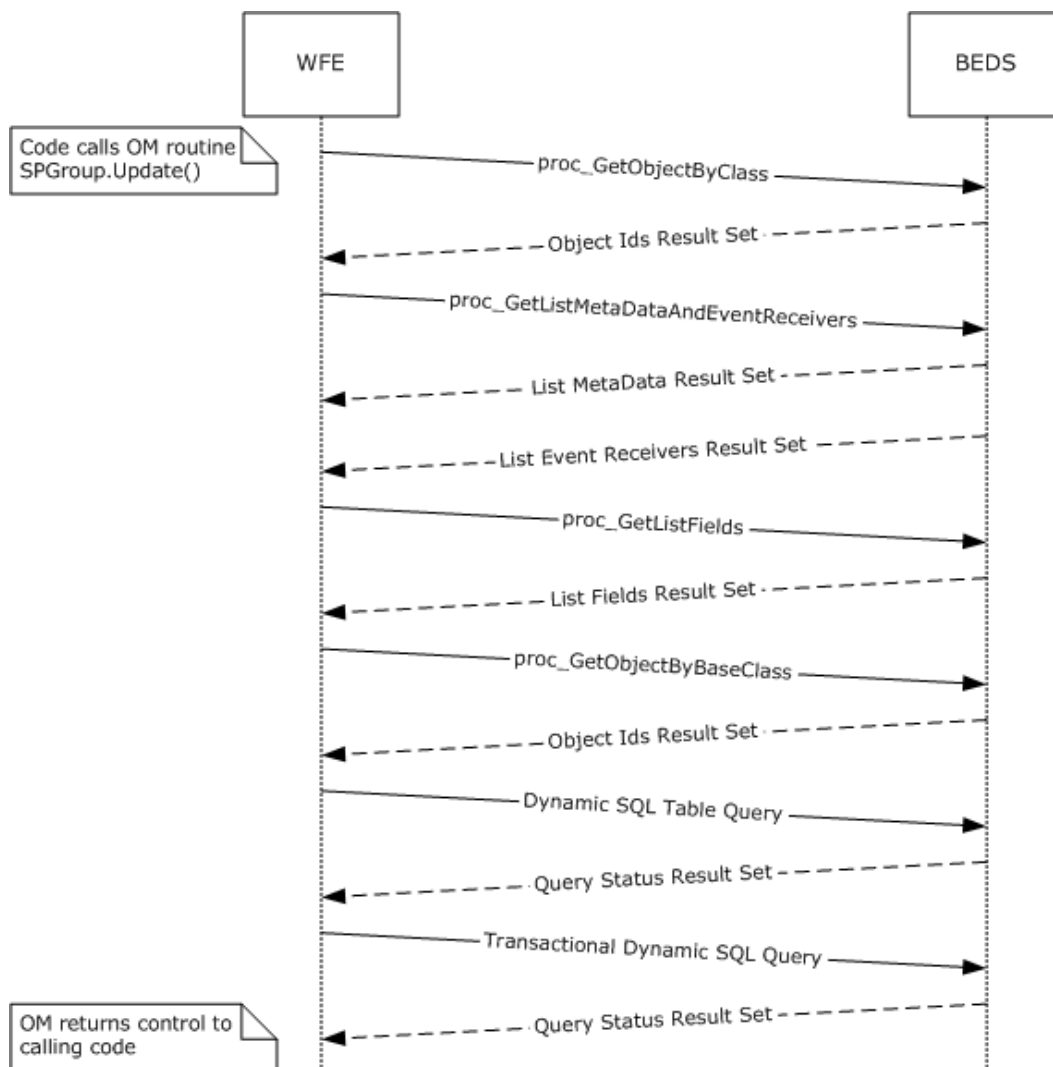 WFE
BEDS
Code calls OM routine
SPGroup.Update()
proc_GetObjectByClass
Object Ids Result Set
proc_GetListMetaDataAndEventReceivers
List MetaData Result Set
List Event Receivers Result Set
proc_GetListFields
List Fields Result Set
proc_GetObjectByBaseClass
Object Ids Result Set
Dynamic SQL Table Query
Query Status Result Set
Transactional Dynamic SQL Query
OM returns control to
calling code
Query Status Result Set